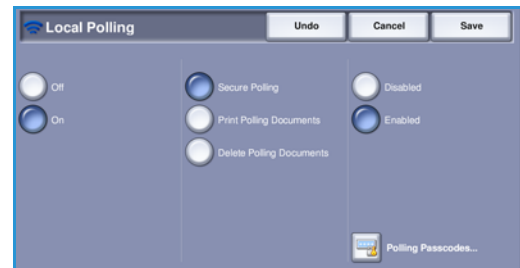 Local Polling
Undo
Cancel
Save
Off
On
Secure Polling
Print Polling Documents
Delete Polling Documents
Disabled
Enabled
Polling Passcodes...